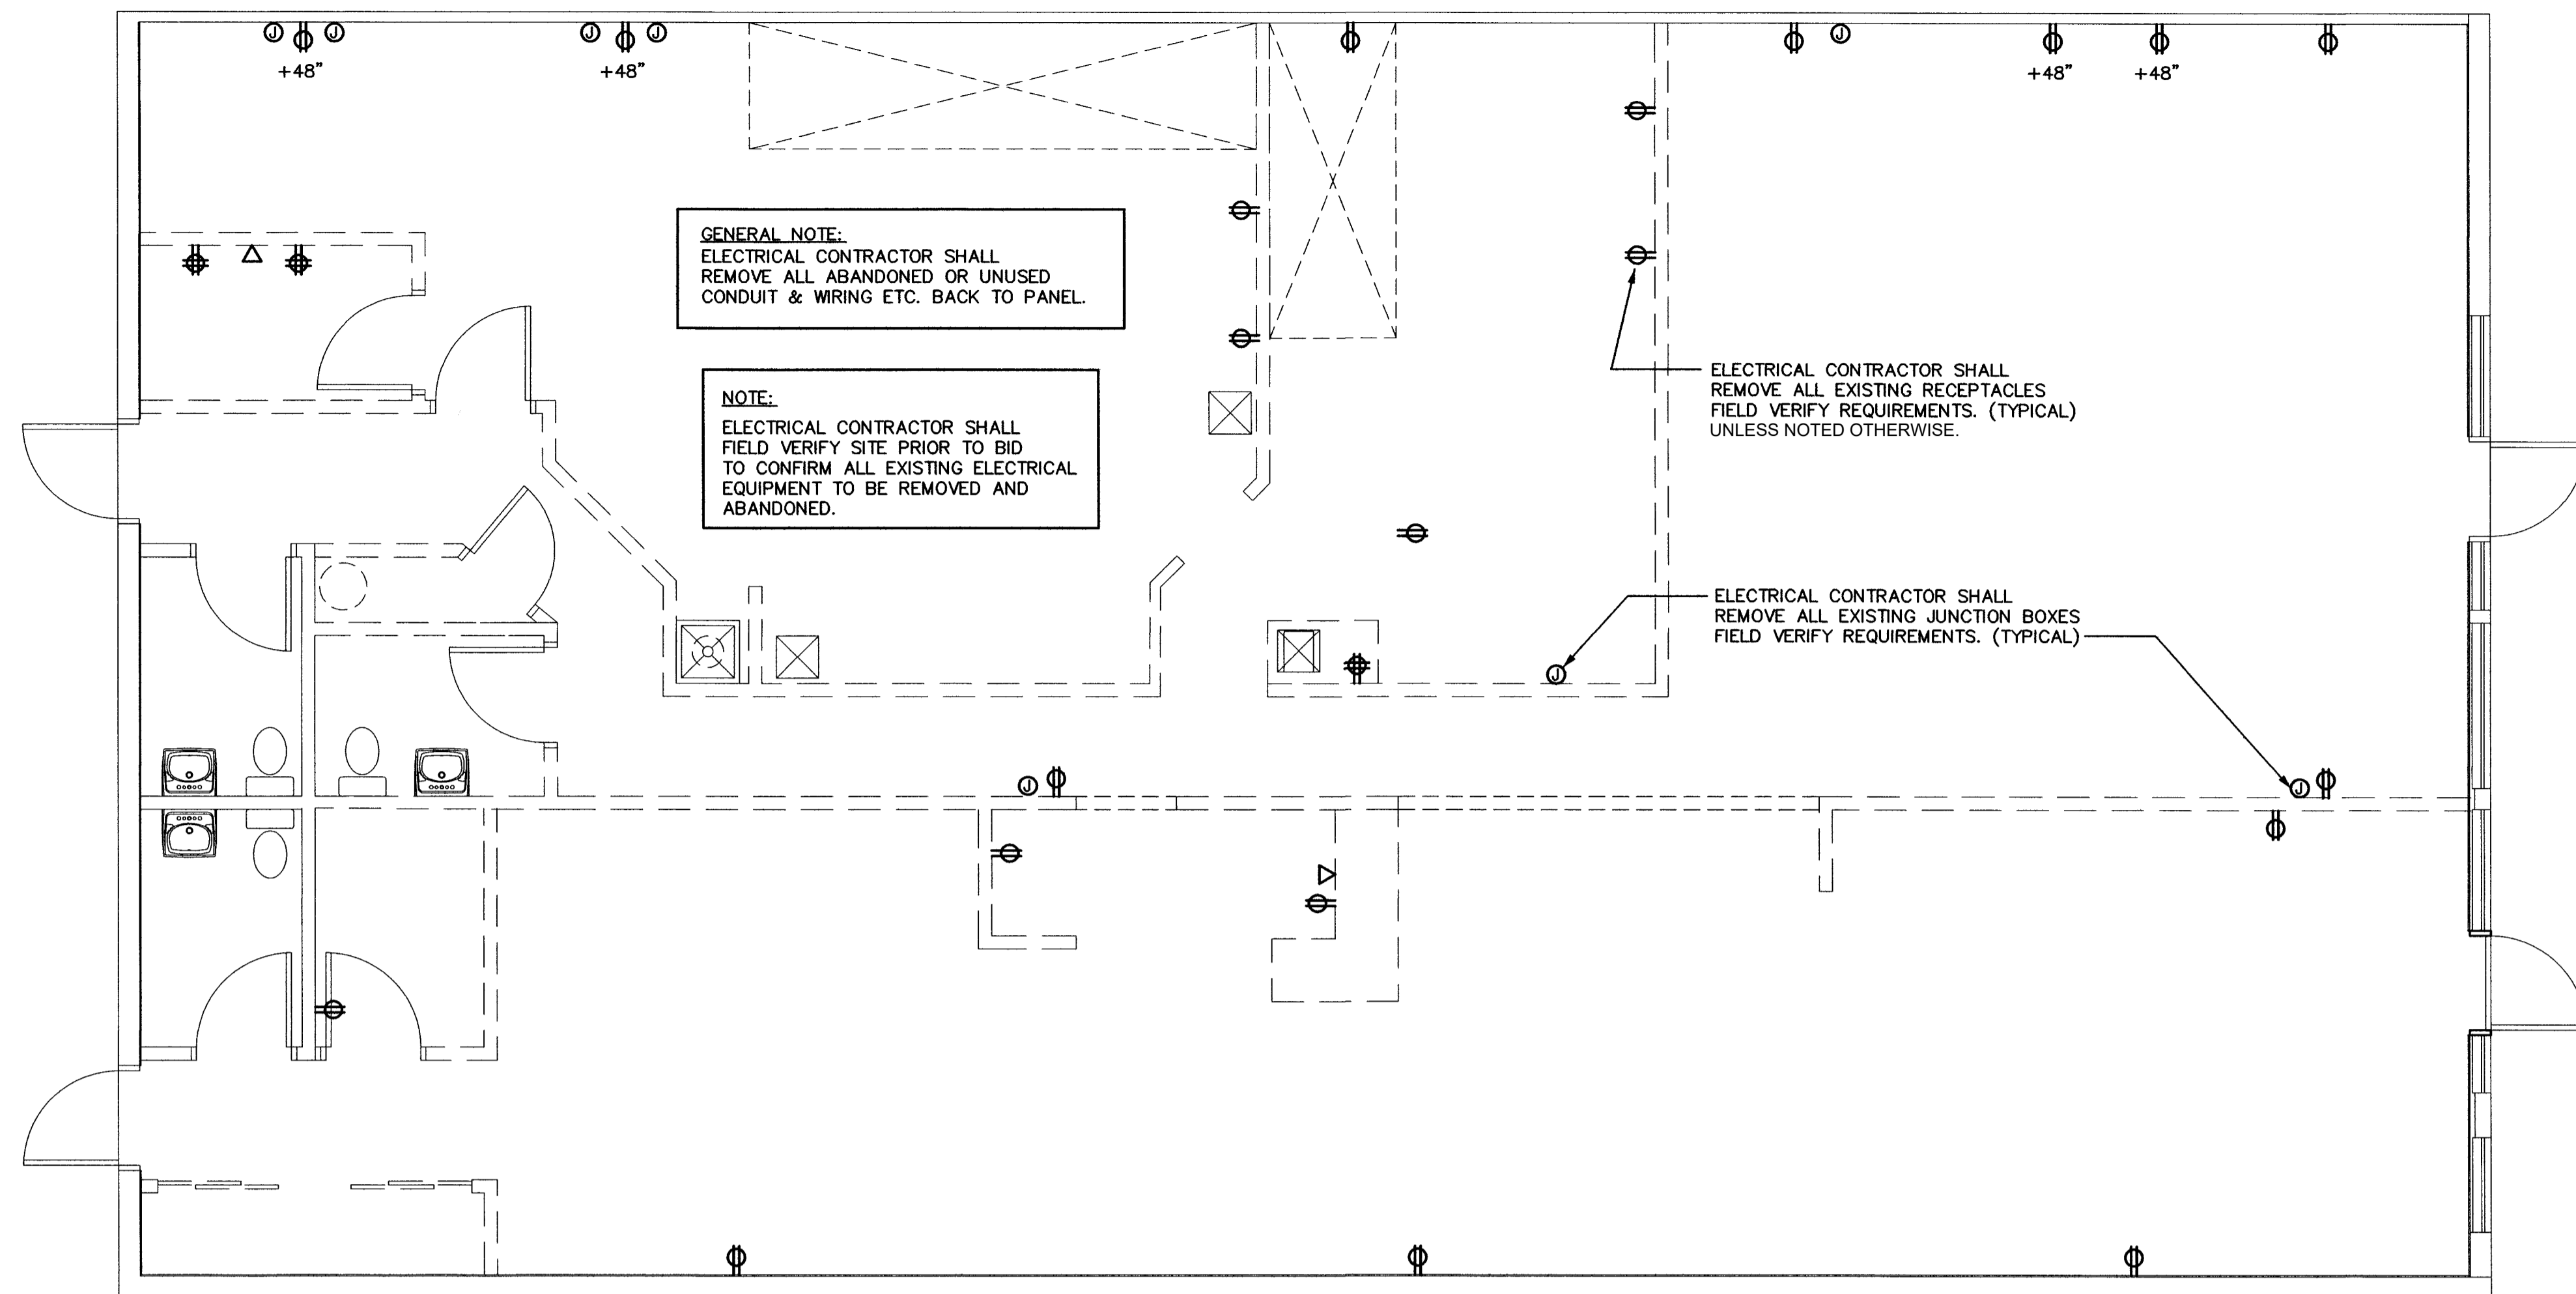 J J J J J
+48" +48" +48" +48"
GENERAL NOTE:
ELECTRICAL CONTRACTOR SHALL
REMOVE ALL ABANDONED OR UNUSED
CONDUIT & WIRING ETC. BACK TO PANEL.
NOTE:
ELECTRICAL CONTRACTOR SHALL
FIELD VERIFY SITE PRIOR TO BID
TO CONFIRM ALL EXISTING ELECTRICAL
EQUIPMENT TO BE REMOVED AND
ABANDONED.
ELECTRICAL CONTRACTOR SHALL
REMOVE ALL EXISTING RECEPTACLES
FIELD VERIFY REQUIREMENTS. (TYPICAL)
UNLESS NOTED OTHERWISE.
ELECTRICAL CONTRACTOR SHALL
REMOVE ALL EXISTING JUNCTION BOXES
FIELD VERIFY REQUIREMENTS. (TYPICAL)
J
J J